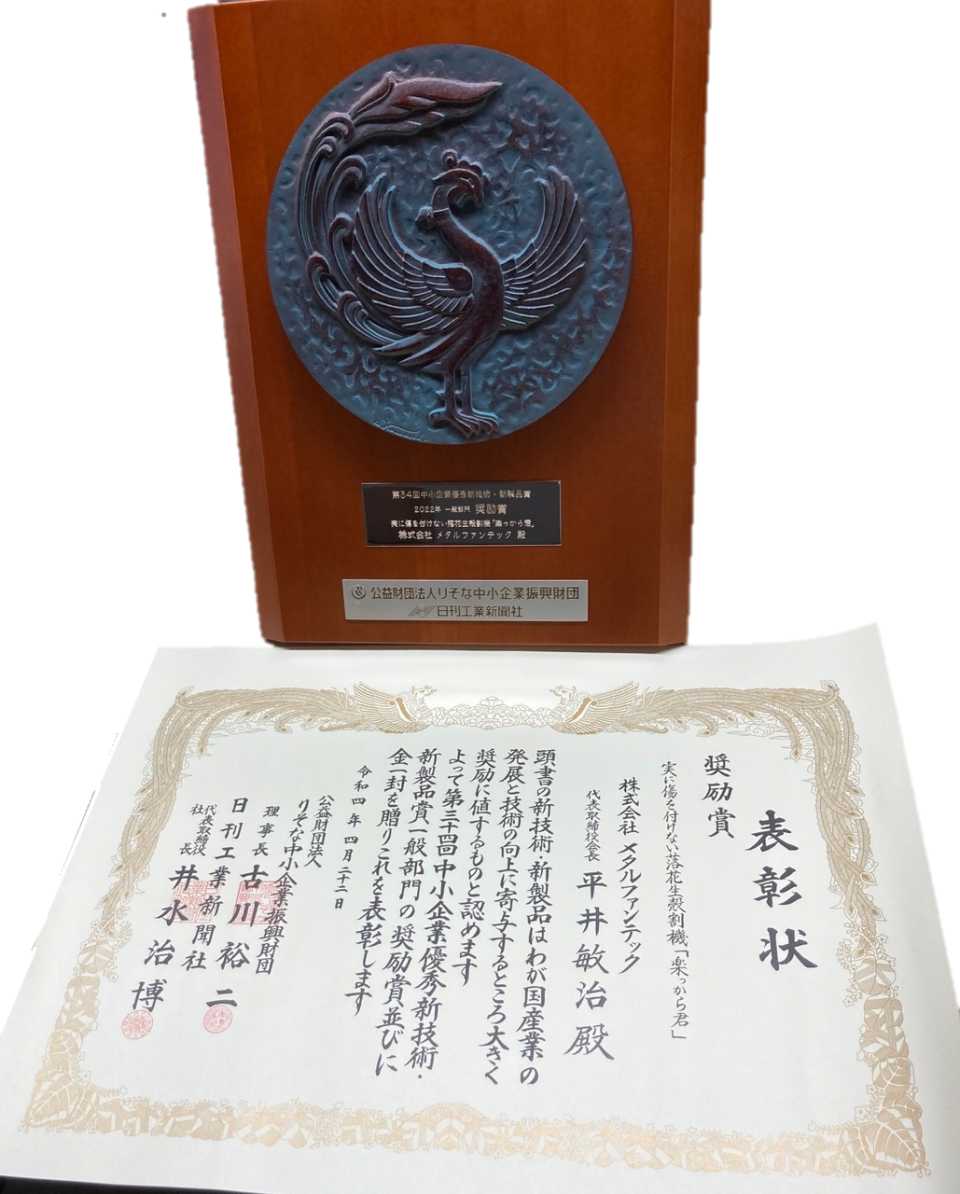 第34回中小企業優秀新技術・新製品賞
2022年 一般部門 奨励賞
実に傷を付けない落花生殻割機「楽っから君」
株式会社 メタルファンテック 殿
公益財団法人りそな中小企業振興財団
日刊工業新聞社
表彰状
奨励賞
実に傷を付けない落花生殻割機「楽っから君」
株式会社 メタルファンテック
代表取締役会長 平井敏治 殿
頭書の新技術・新製品はわが国産業の
発展と技術の向上に寄与するところ大きく
奨励に値するものと認めます
よって第三十四回中小企業優秀新技術・
新製品賞一般部門の奨励賞並びに
金一封を贈りこれを表彰します
令和四年四月二十二日
公益財団法人
りそな中小企業振興財団
理事長 古川裕二
日刊工業新聞社
代表取締役
社長 井水治博